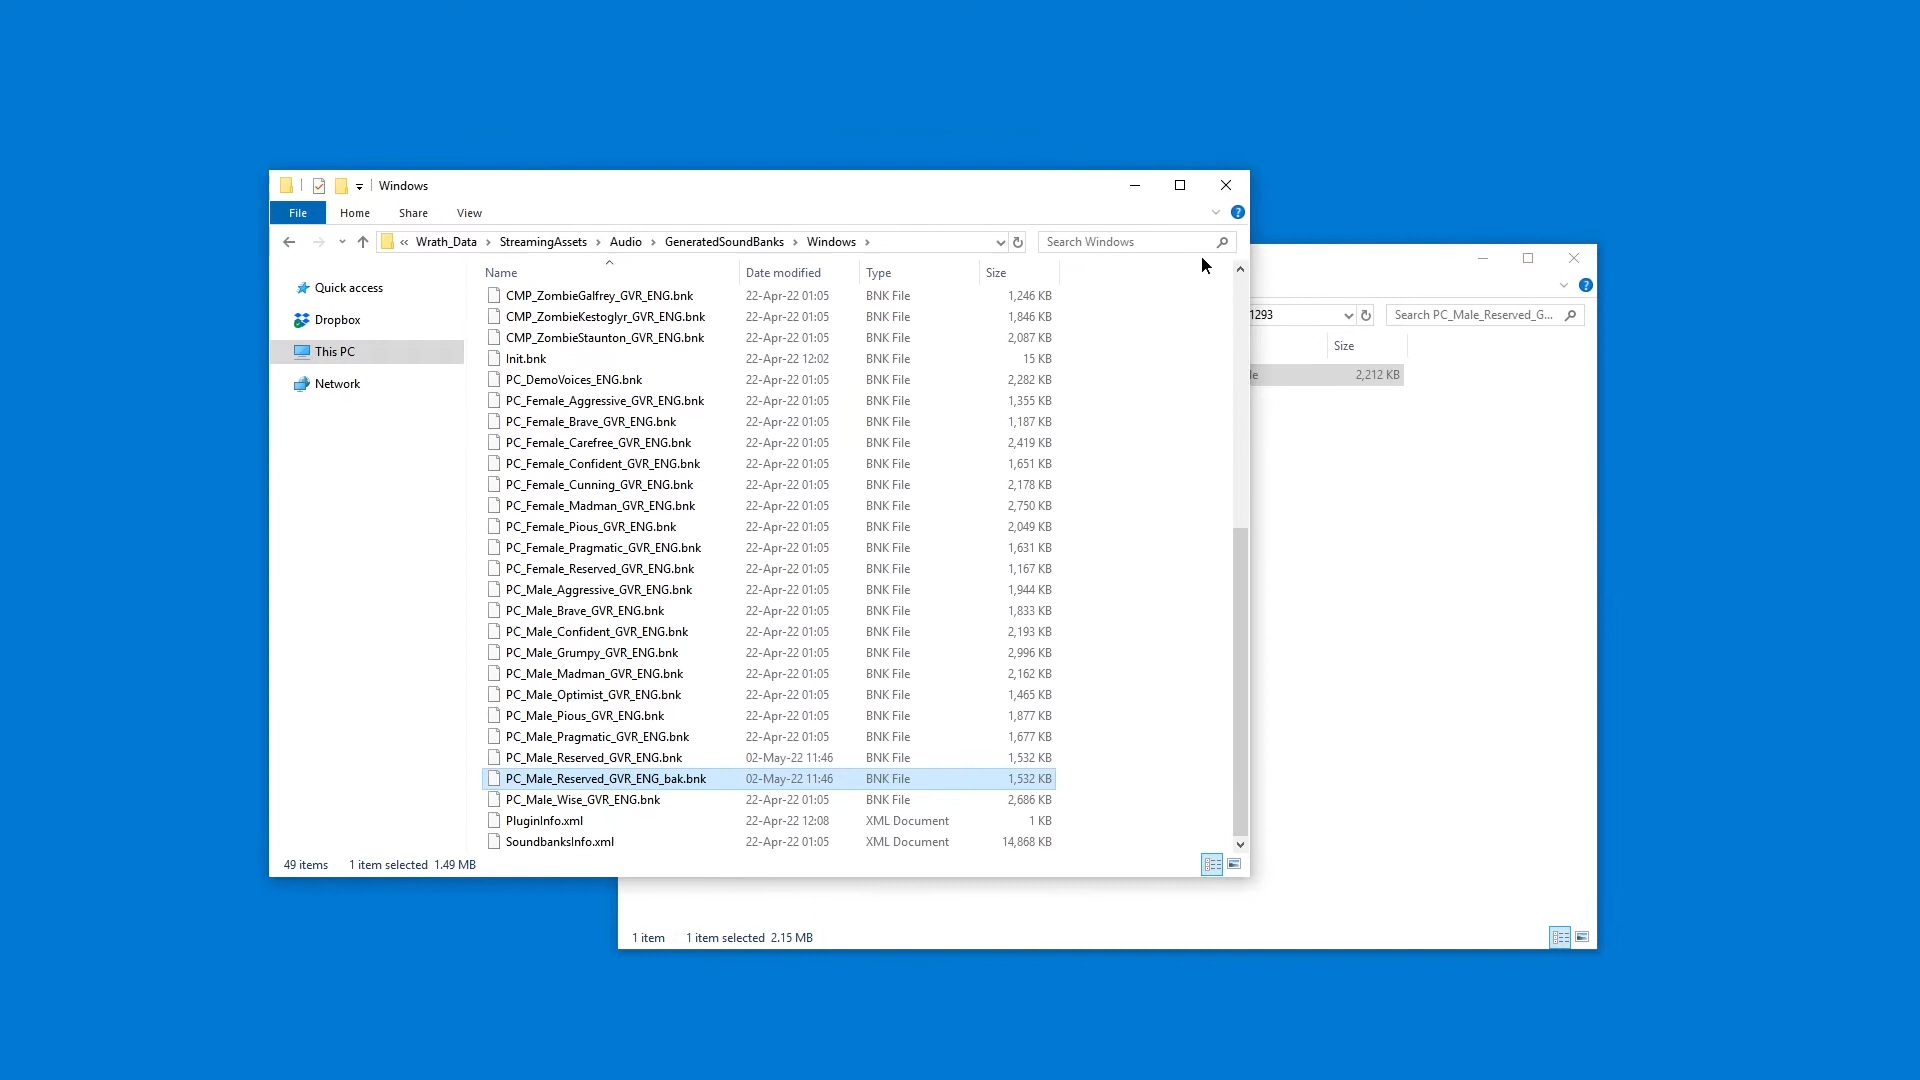 Windows
File Home Share View
« Wrath_Data › StreamingAssets › Audio › GeneratedSoundBanks › Windows ›
Search Windows
Quick access
Dropbox
This PC
Network
Name Date modified Type Size
CMP_ZombieGalfrey_GVR_ENG.bnk 22-Apr-22 01:05 BNK File 1,246 KB
CMP_ZombieKestoglyr_GVR_ENG.bnk 22-Apr-22 01:05 BNK File 1,846 KB
CMP_ZombieStaunton_GVR_ENG.bnk 22-Apr-22 01:05 BNK File 2,087 KB
Init.bnk 22-Apr-22 12:02 BNK File 15 KB
PC_DemoVoices_ENG.bnk 22-Apr-22 01:05 BNK File 2,282 KB
PC_Female_Aggressive_GVR_ENG.bnk 22-Apr-22 01:05 BNK File 1,355 KB
PC_Female_Brave_GVR_ENG.bnk 22-Apr-22 01:05 BNK File 1,187 KB
PC_Female_Carefree_GVR_ENG.bnk 22-Apr-22 01:05 BNK File 2,419 KB
PC_Female_Confident_GVR_ENG.bnk 22-Apr-22 01:05 BNK File 1,651 KB
PC_Female_Cunning_GVR_ENG.bnk 22-Apr-22 01:05 BNK File 2,178 KB
PC_Female_Madman_GVR_ENG.bnk 22-Apr-22 01:05 BNK File 2,750 KB
PC_Female_Pious_GVR_ENG.bnk 22-Apr-22 01:05 BNK File 2,049 KB
PC_Female_Pragmatic_GVR_ENG.bnk 22-Apr-22 01:05 BNK File 1,631 KB
PC_Female_Reserved_GVR_ENG.bnk 22-Apr-22 01:05 BNK File 1,167 KB
PC_Male_Aggressive_GVR_ENG.bnk 22-Apr-22 01:05 BNK File 1,944 KB
PC_Male_Brave_GVR_ENG.bnk 22-Apr-22 01:05 BNK File 1,833 KB
PC_Male_Confident_GVR_ENG.bnk 22-Apr-22 01:05 BNK File 2,193 KB
PC_Male_Grumpy_GVR_ENG.bnk 22-Apr-22 01:05 BNK File 2,996 KB
PC_Male_Madman_GVR_ENG.bnk 22-Apr-22 01:05 BNK File 2,162 KB
PC_Male_Optimist_GVR_ENG.bnk 22-Apr-22 01:05 BNK File 1,465 KB
PC_Male_Pious_GVR_ENG.bnk 22-Apr-22 01:05 BNK File 1,877 KB
PC_Male_Pragmatic_GVR_ENG.bnk 22-Apr-22 01:05 BNK File 1,677 KB
PC_Male_Reserved_GVR_ENG.bnk 02-May-22 11:46 BNK File 1,532 KB
PC_Male_Reserved_GVR_ENG_bak.bnk 02-May-22 11:46 BNK File 1,532 KB
PC_Male_Wise_GVR_ENG.bnk 22-Apr-22 01:05 BNK File 2,686 KB
PluginInfo.xml 22-Apr-22 12:08 XML Document 1 KB
SoundbanksInfo.xml 22-Apr-22 01:05 XML Document 14,868 KB
49 items 1 item selected 1.49 MB
1293
Search PC_Male_Reserved_G...
Size
le 2,212 KB
1 item 1 item selected 2.15 MB